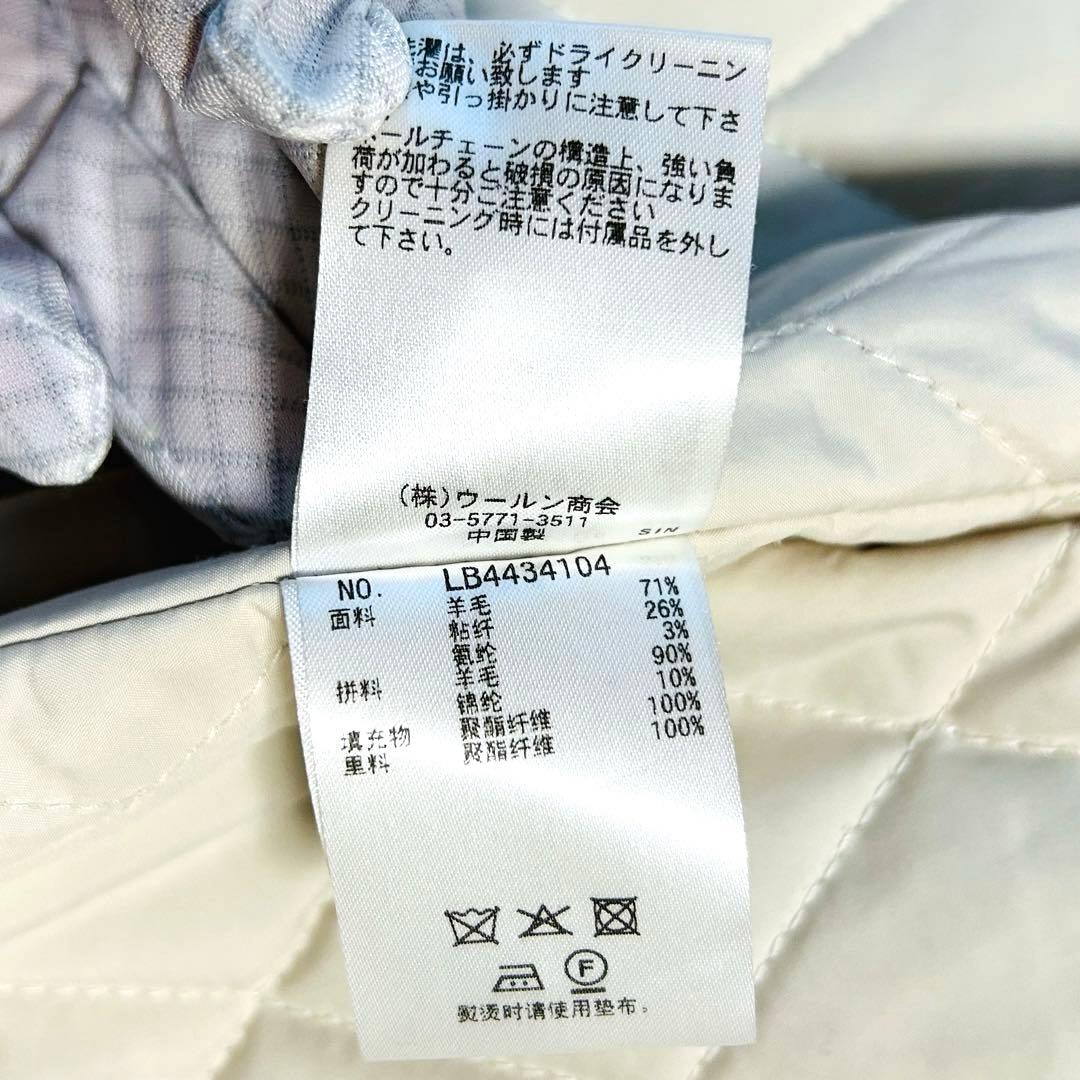 濯は、必ずドライクリーニン
お願い致します
や引っ掛かりに注意して下さ
ールチェーンの構造上、強い負
荷が加わると破損の原因になりま
すので十分ご注意ください
クリーニング時には付属品を外し
て下さい。
(株)ウールン商会
03-5771-3511
中国製
SIN
NO. LB4434104
面料 羊毛 71%
粘纤 26%
氨纶 3%
拼料 羊毛 90%
锦纶 10%
填充物 聚酯纤维 100%
里料 聚酯纤维 100%
F
熨烫时请使用垫布。